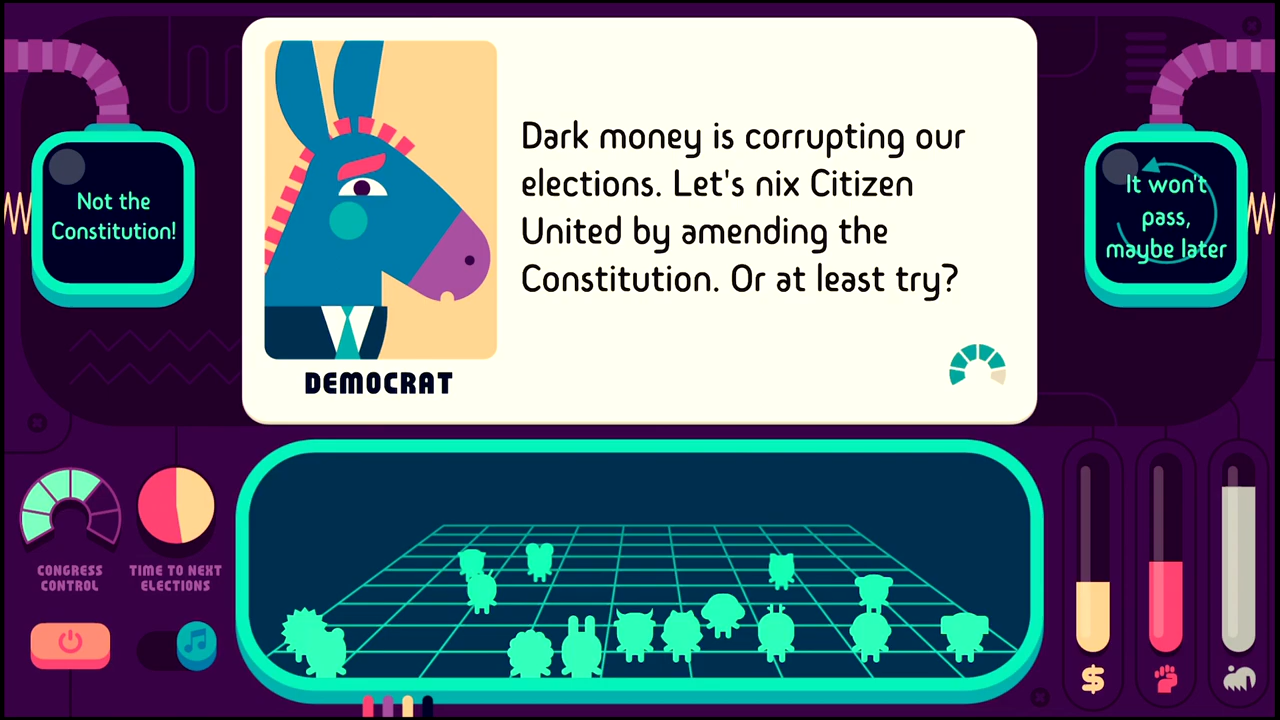 Dark money is corrupting our
elections. Let's nix Citizen
United by amending the
Constitution. Or at least try?
DEMOCRAT
Not the
Constitution!
It won't
pass,
maybe later
CONGRESS
CONTROL
TIME TO NEXT
ELECTIONS
$